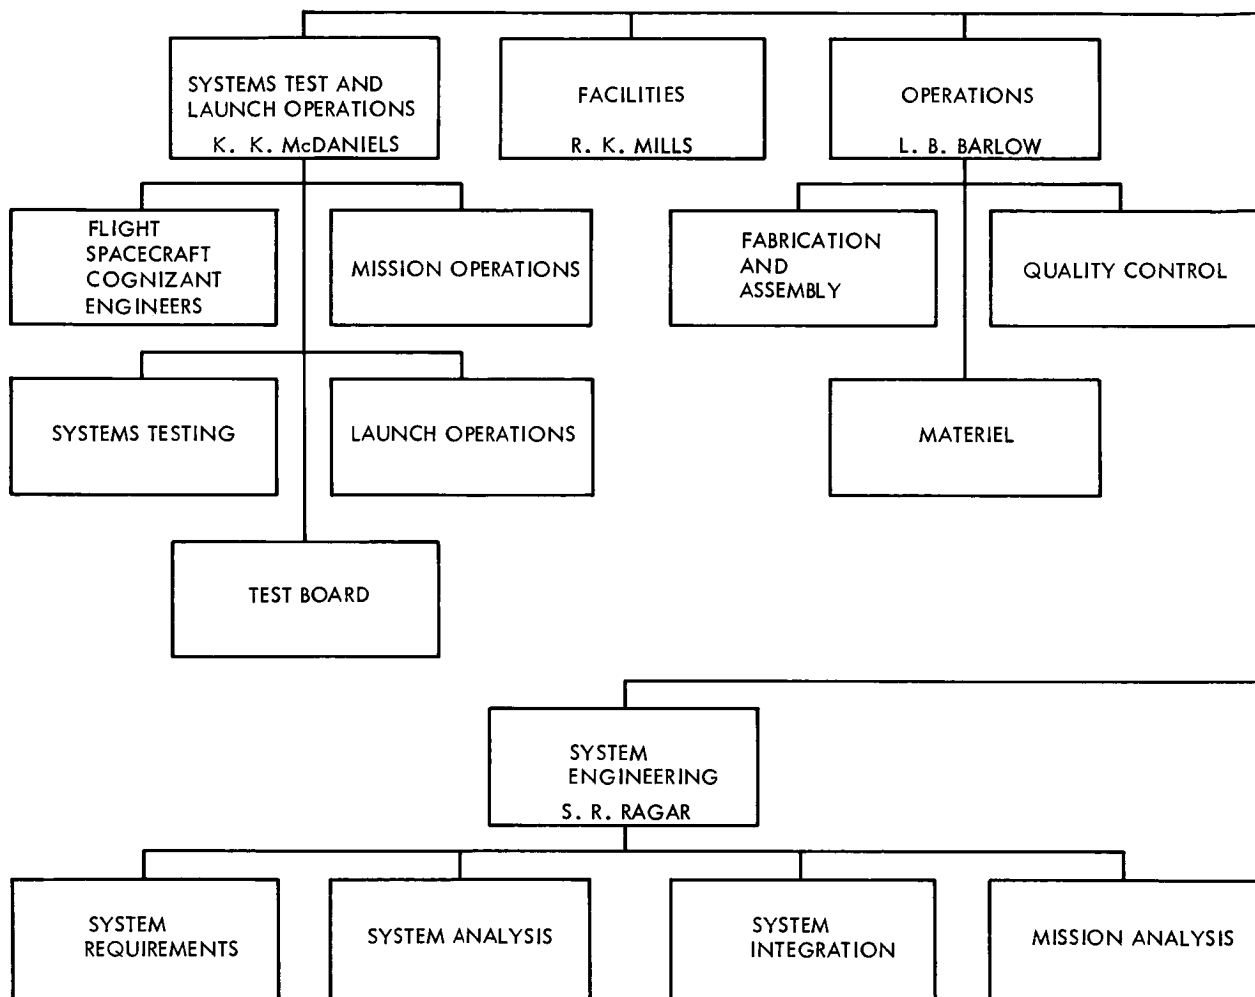 SYSTEMS TEST AND
LAUNCH OPERATIONS
K. K. McDANIELS
FACILITIES
R. K. MILLS
OPERATIONS
L. B. BARLOW
FLIGHT
SPACECRAFT
COGNIZANT
ENGINEERS
MISSION OPERATIONS
FABRICATION
AND
ASSEMBLY
QUALITY CONTROL
SYSTEMS TESTING
LAUNCH OPERATIONS
MATERIEL
TEST BOARD
SYSTEM
ENGINEERING
S. R. RAGAR
SYSTEM
REQUIREMENTS
SYSTEM ANALYSIS
SYSTEM
INTEGRATION
MISSION ANALYSIS